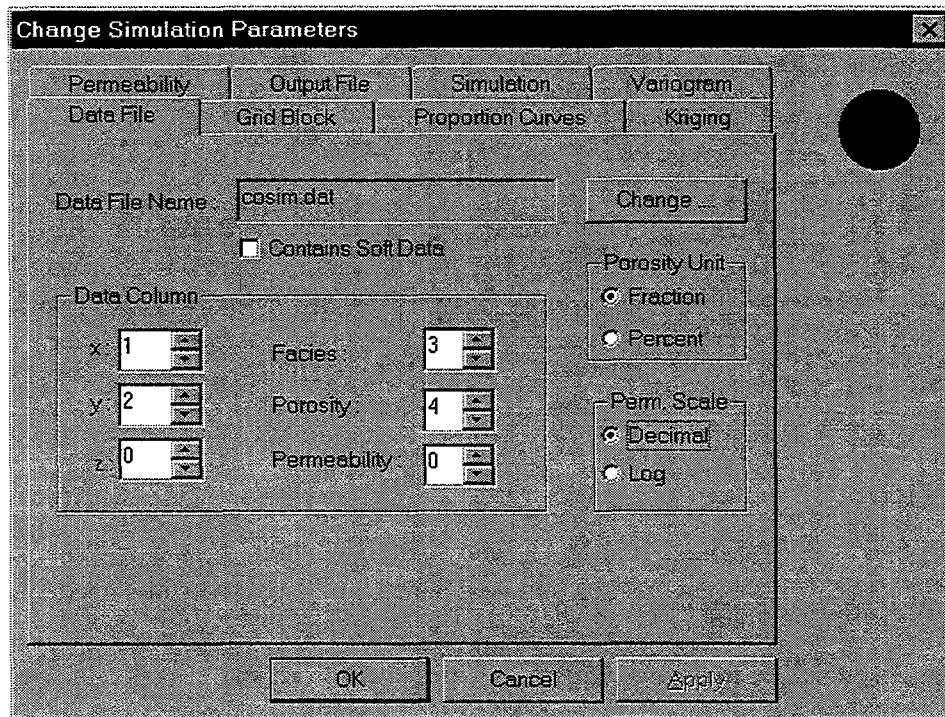 Change Simulation Parameters
Permeability Output File Simulation Variogram
Data File Grid Block Proportion Curves Kriging
Data File Name : cosim.dat Change ...
Contains Soft Data
Porosity Unit
Fraction
Percent
Data Column
x : 1 Facies : 3
y : 2 Porosity : 4
z : 0 Permeability : 0
Perm. Scale
Decimal
Log
OK Cancel Apply